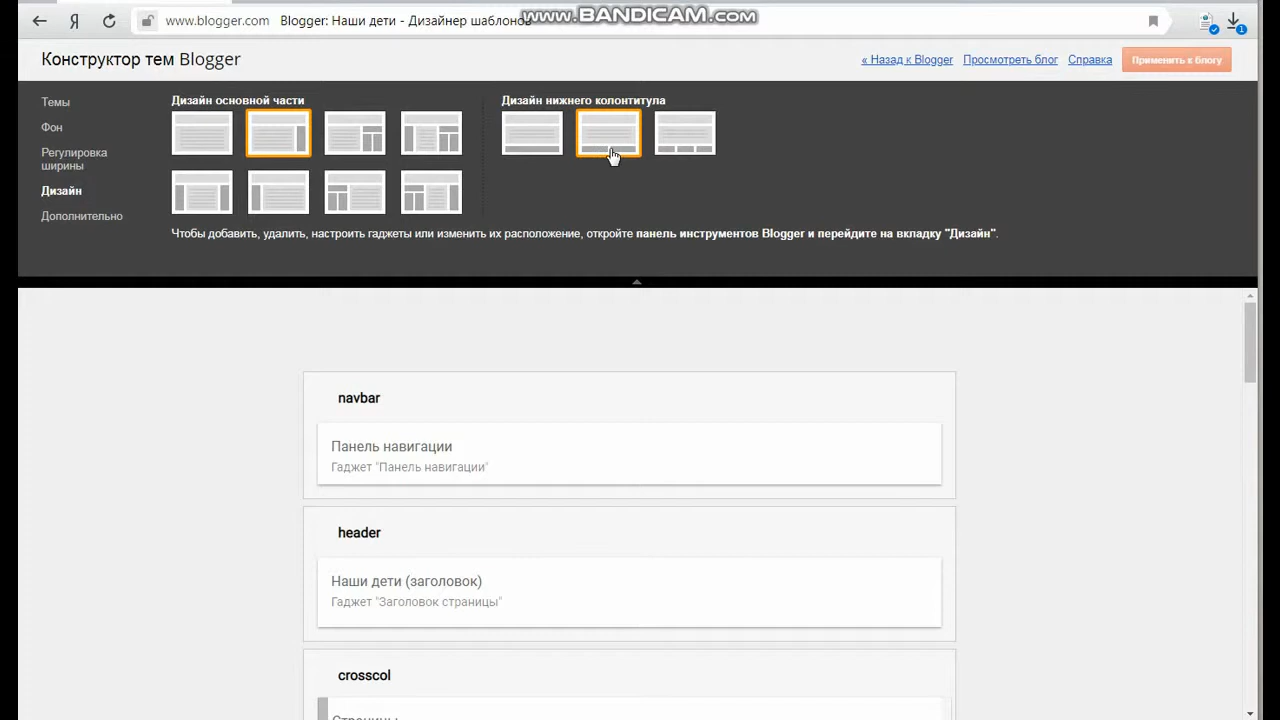 www.BANDICAM.com
Я www.blogger.com Blogger: Наши дети - Дизайнер шаблонов
1
Конструктор тем Blogger
« Назад к Blogger Просмотреть блог Справка Применить к блогу
Темы
Фон
Регулировка
ширины
Дизайн
Дополнительно
Дизайн основной части
Дизайн нижнего колонтитула
Чтобы добавить, удалить, настроить гаджеты или изменить их расположение, откройте панель инструментов Blogger и перейдите на вкладку "Дизайн".
navbar
Панель навигации
Гаджет "Панель навигации"
header
Наши дети (заголовок)
Гаджет "Заголовок страницы"
crosscol
Страницы